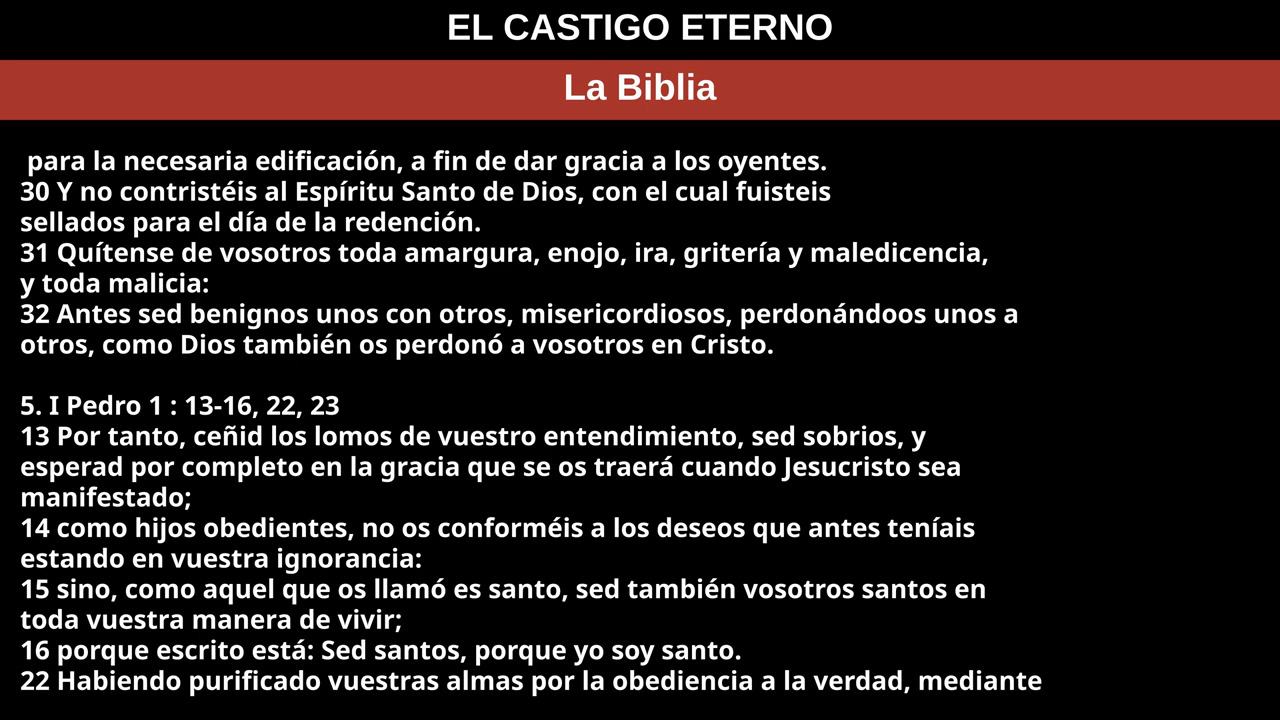 EL CASTIGO ETERNO
La Biblia
para la necesaria edificación, a fin de dar gracia a los oyentes.
30 Y no contristéis al Espíritu Santo de Dios, con el cual fuisteis
sellados para el día de la redención.
31 Quítense de vosotros toda amargura, enojo, ira, gritería y maledicencia,
y toda malicia:
32 Antes sed benignos unos con otros, misericordiosos, perdonándoos unos a
otros, como Dios también os perdonó a vosotros en Cristo.
5. I Pedro 1 : 13-16, 22, 23
13 Por tanto, ceñid los lomos de vuestro entendimiento, sed sobrios, y
esperad por completo en la gracia que se os traerá cuando Jesucristo sea
manifestado;
14 como hijos obedientes, no os conforméis a los deseos que antes teníais
estando en vuestra ignorancia:
15 sino, como aquel que os llamó es santo, sed también vosotros santos en
toda vuestra manera de vivir;
16 porque escrito está: Sed santos, porque yo soy santo.
22 Habiendo purificado vuestras almas por la obediencia a la verdad, mediante